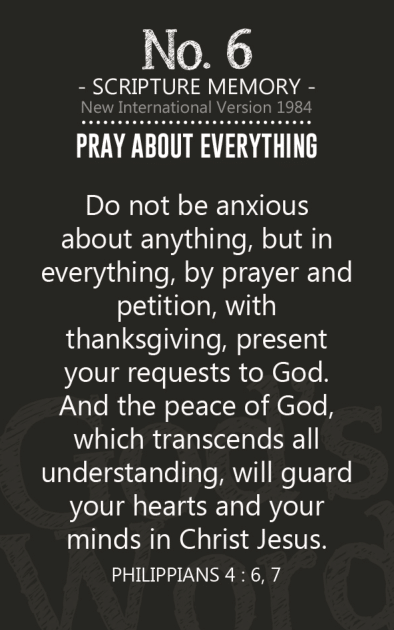 No. 6
- SCRIPTURE MEMORY -
New International Version 1984
PRAY ABOUT EVERYTHING
Do not be anxious
about anything, but in
everything, by prayer and
petition, with
thanksgiving, present
your requests to God.
And the peace of God,
which transcends all
understanding, will guard
your hearts and your
minds in Christ Jesus.
PHILIPPIANS 4 : 6, 7
God's
Word